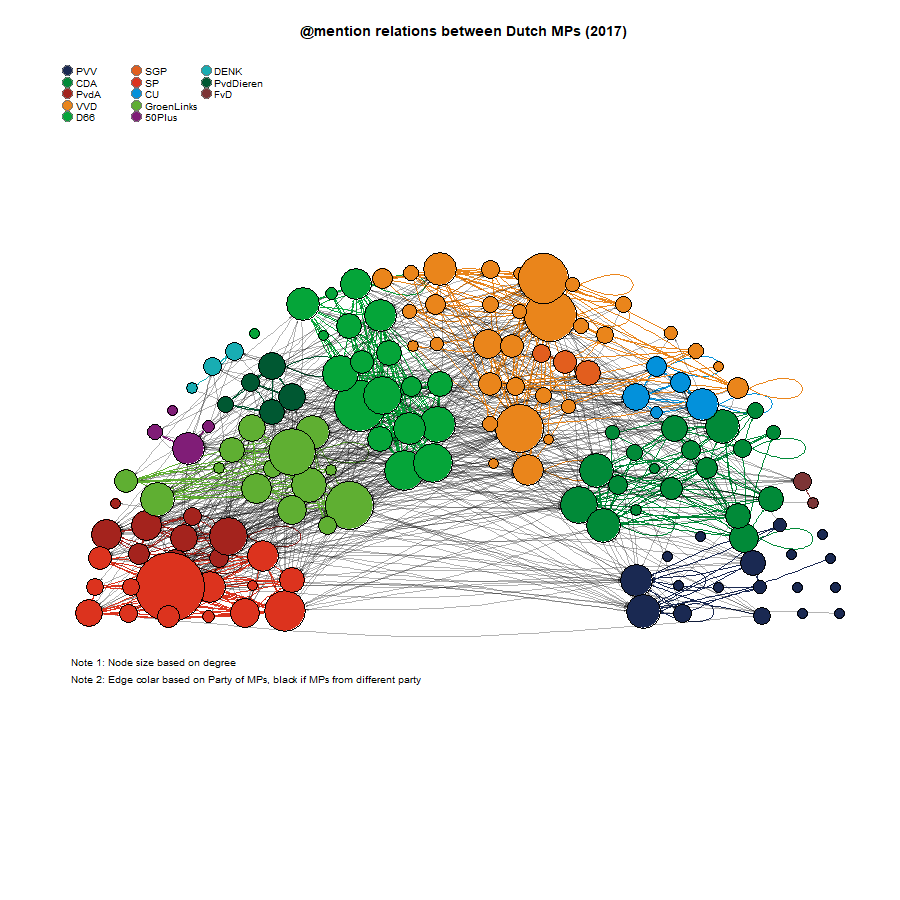 @mention relations between Dutch MPs (2017)
PVV SGP DENK
CDA SP PvdDieren
PvdA CU FvD
VVD GroenLinks
D66 50Plus
Note 1: Node size based on degree
Note 2: Edge colar based on Party of MPs, black if MPs from different party